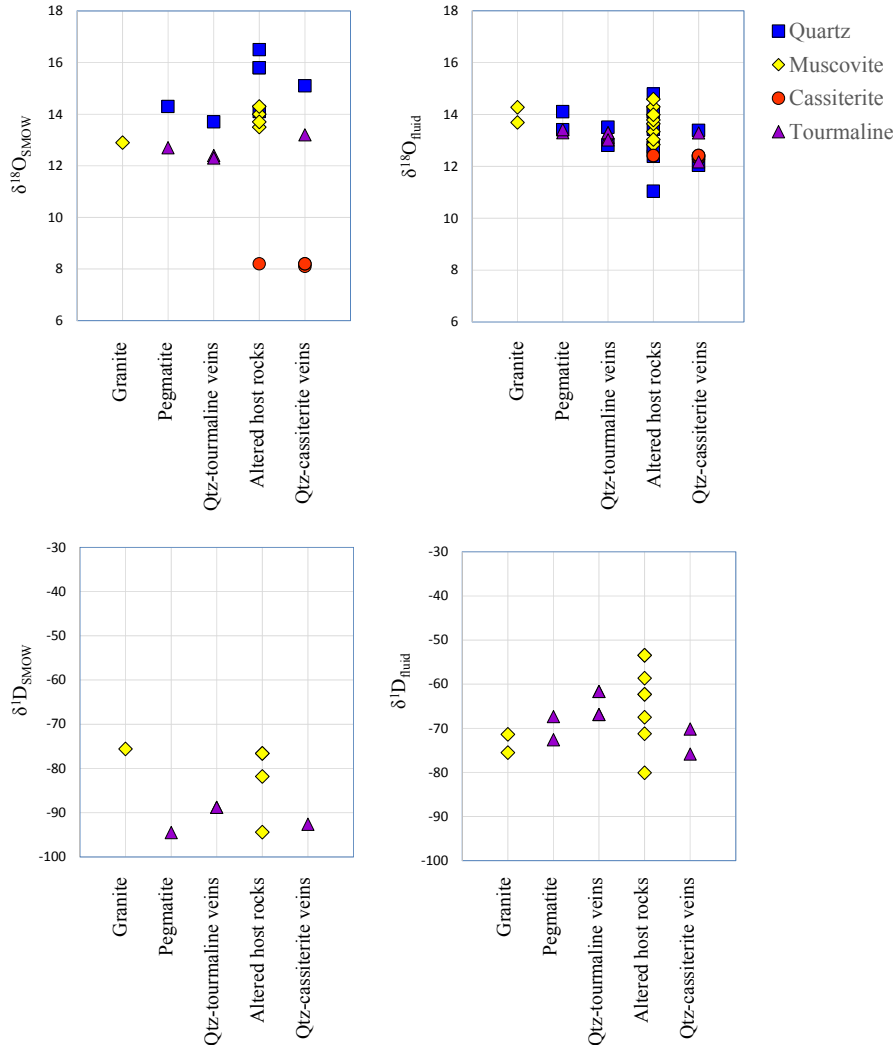 18
16
14
12
10
8
6
δ18OSMOW
Granite
Pegmatite
Qtz-tourmaline veins
Altered host rocks
Qtz-cassiterite veins
18
16
14
12
10
8
6
δ18Ofluid
Granite
Pegmatite
Qtz-tourmaline veins
Altered host rocks
Qtz-cassiterite veins
Quartz
Muscovite
Cassiterite
Tourmaline
-30
-40
-50
-60
-70
-80
-90
-100
δ1DSMOW
Granite
Pegmatite
Qtz-tourmaline veins
Altered host rocks
Qtz-cassiterite veins
-30
-40
-50
-60
-70
-80
-90
-100
δ1Dfluid
Granite
Pegmatite
Qtz-tourmaline veins
Altered host rocks
Qtz-cassiterite veins